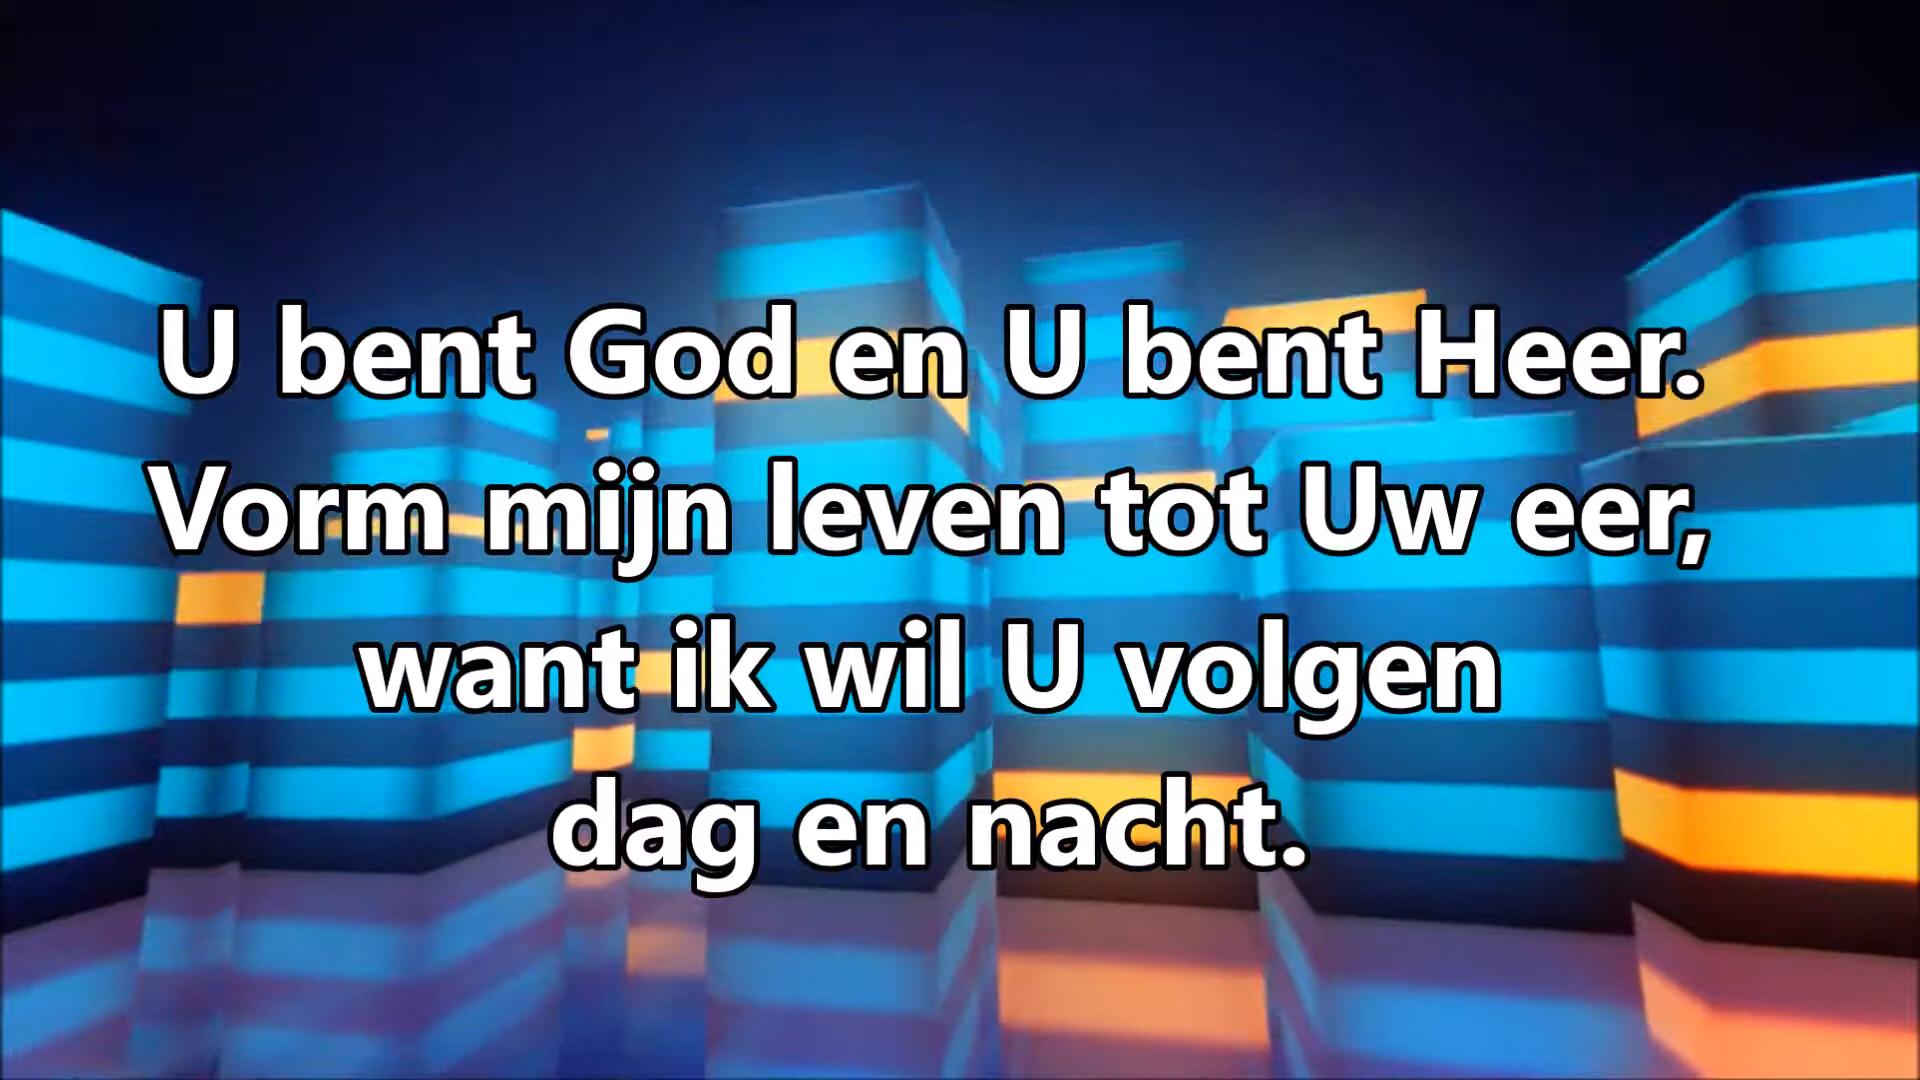 U bent God en U bent Heer.
Vorm mijn leven tot Uw eer,
want ik wil U volgen
dag en nacht.